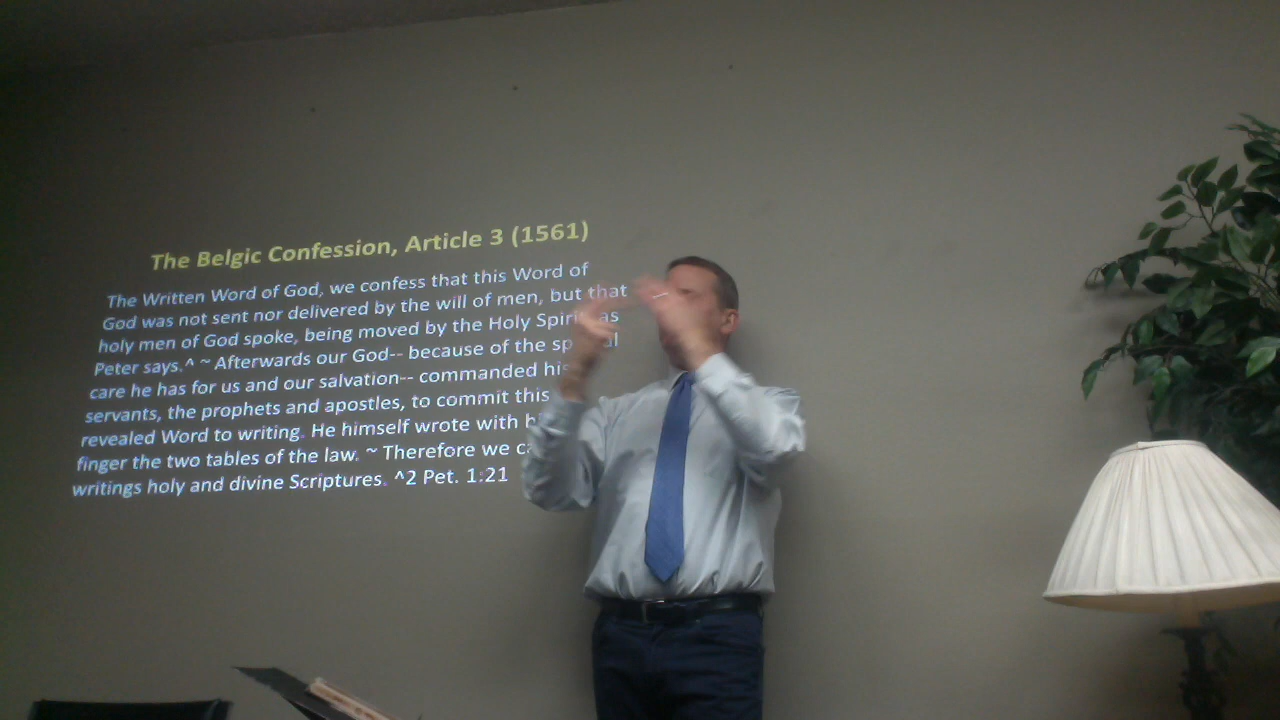 The Belgic Confession, Article 3 (1561)
The Written Word of God, we confess that this Word of
God was not sent nor delivered by the will of men, but that
holy men of God spoke, being moved by the Holy Spirit as
Peter says.^ ~ Afterwards our God-- because of the special
care he has for us and our salvation-- commanded his
servants, the prophets and apostles, to commit this
revealed Word to writing. He himself wrote with
finger the two tables of the law. ~ Therefore we
writings holy and divine Scriptures. ^2 Pet. 1:21